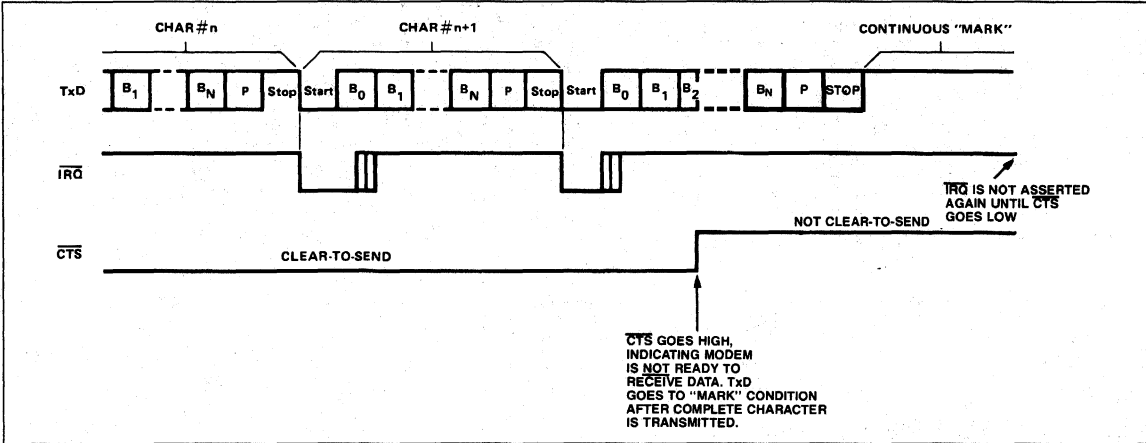 CHAR#n
CHAR#n+1
CONTINUOUS "MARK"
TxD
B1
BN
P
Stop
Start
B0
B1
BN
P
Stop
Start
B0
B1
B2
BN
P
STOP
IRQ
IRQ IS NOT ASSERTED
AGAIN UNTIL CTS
GOES LOW
NOT CLEAR-TO-SEND
CTS
CLEAR-TO-SEND
CTS GOES HIGH,
INDICATING MODEM
IS NOT READY TO
RECEIVE DATA. TxD
GOES TO "MARK" CONDITION
AFTER COMPLETE CHARACTER
IS TRANSMITTED.